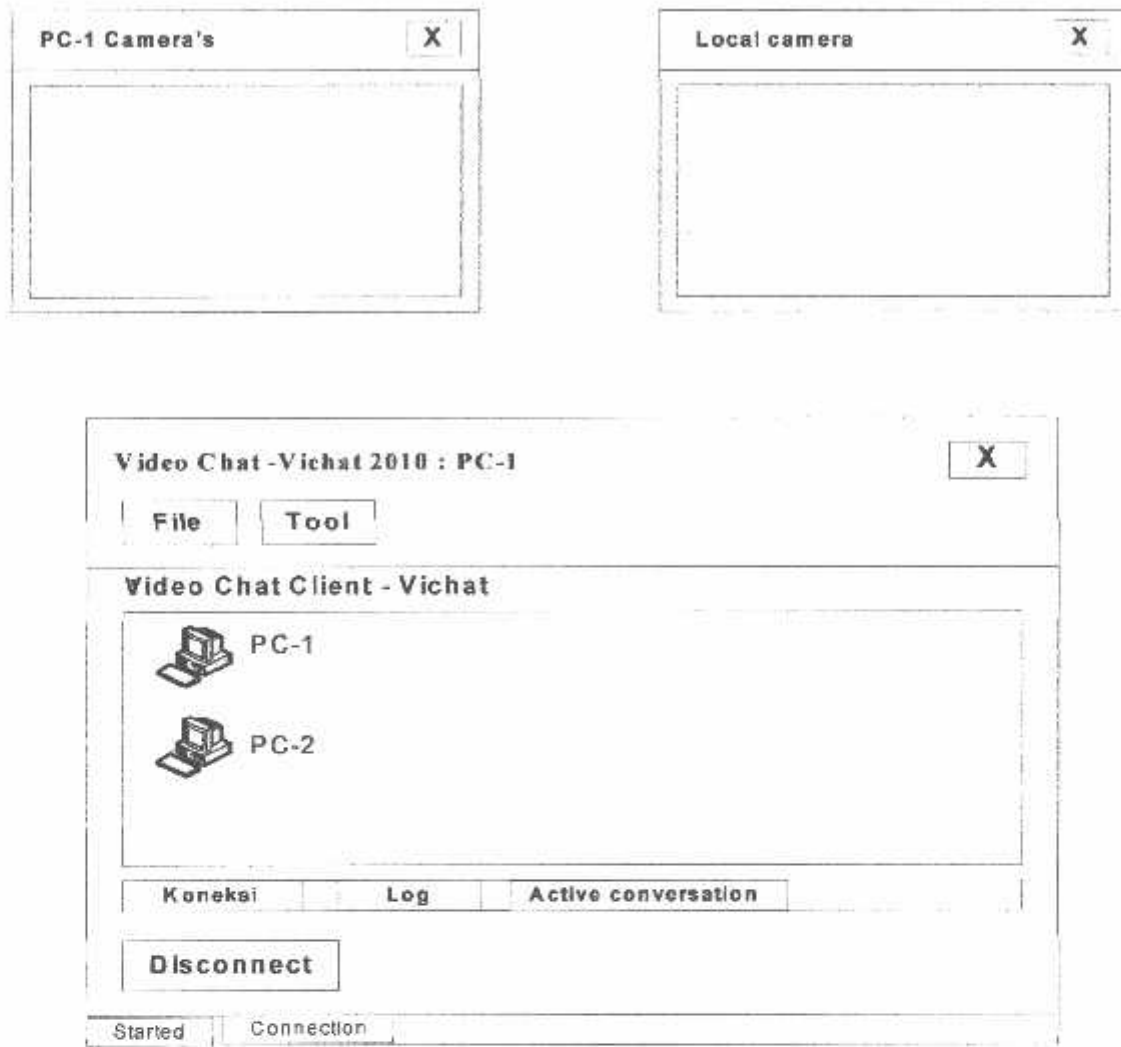 PC-1 Camera's X
Local camera X
Video Chat -Vichat 2010 : PC-1 X
File Tool
Video Chat Client - Vichat
PC-1
PC-2
Koneksi Log Active conversation
Disconnect
Started Connection